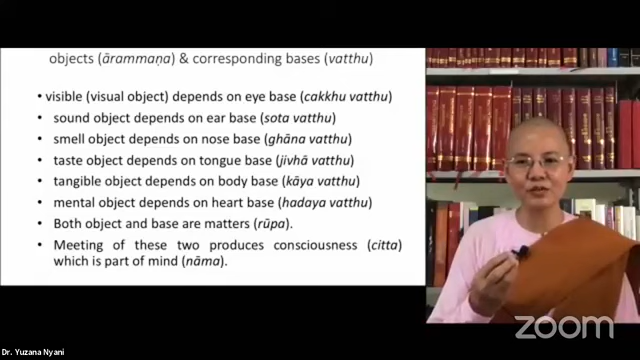 objects (ārammaṇa) & corresponding bases (vatthu)
• visible (visual object) depends on eye base (cakkhu vatthu)
• sound object depends on ear base (sota vatthu)
• smell object depends on nose base (ghāna vatthu)
• taste object depends on tongue base (jivhā vatthu)
• tangible object depends on body base (kāya vatthu)
• mental object depends on heart base (hadaya vatthu)
• Both object and base are matters (rūpa).
• Meeting of these two produces consciousness (citta)
which is part of mind (nāma).
zoom
Dr. Yuzana Nyani